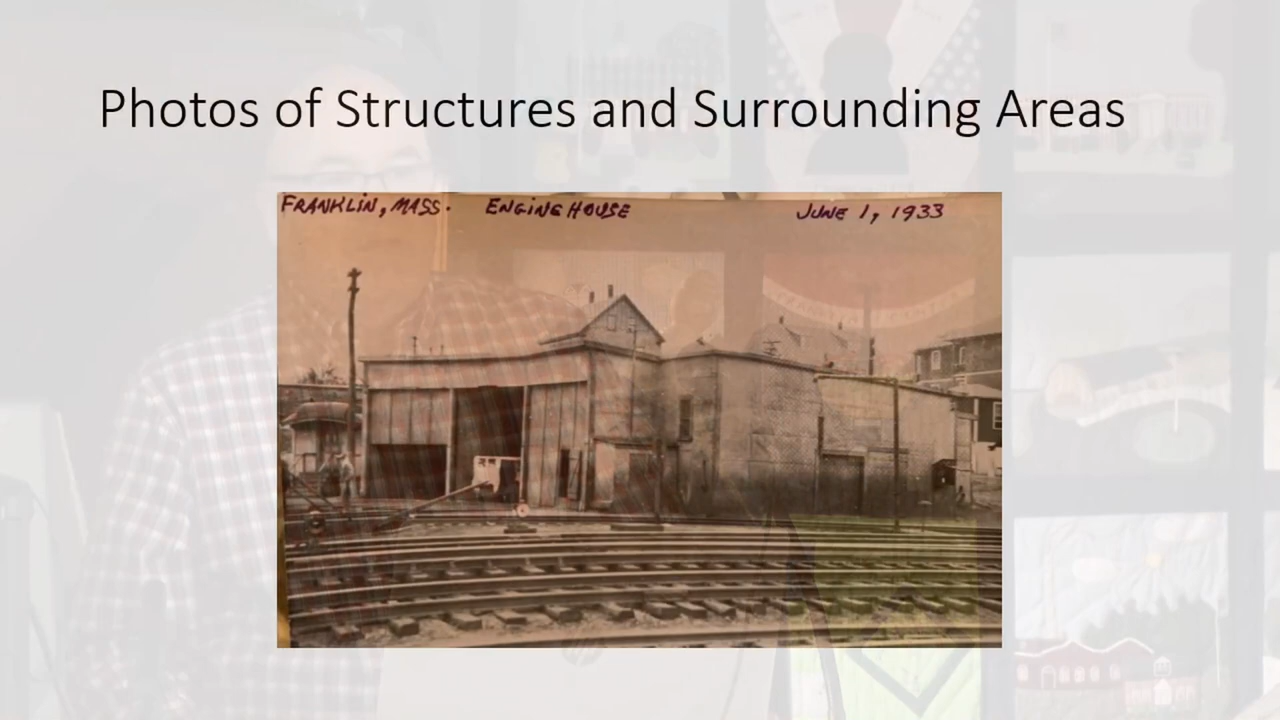 Photos of Structures and Surrounding Areas
FRANKLIN, MASS. ENGINE HOUSE JUNE 1, 1933